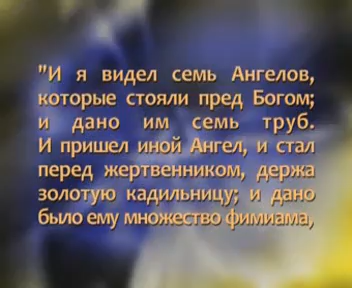 "И я видел семь Ангелов,
которые стояли пред Богом;
и дано им семь труб.
И пришел иной Ангел, и стал
перед жертвенником, держа
золотую кадильницу; и дано
было ему множество фимиама,